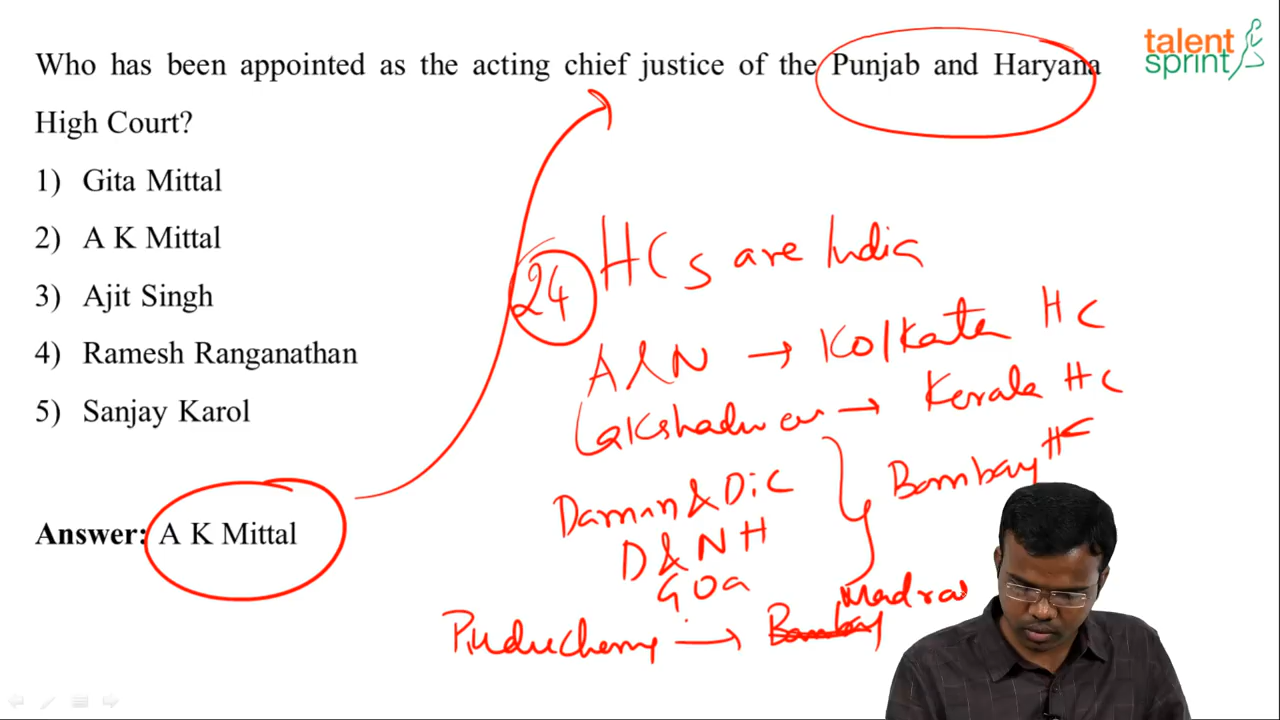 Who has been appointed as the acting chief justice of the Punjab and Haryana
High Court?
1) Gita Mittal
2) A K Mittal
3) Ajit Singh
4) Ramesh Ranganathan
5) Sanjay Karol
Answer: A K Mittal
talent
sprint
24 HCs are India
A&N → Kolkata HC
Lakshadweep → Kerala HC
Daman & Diu
D & N H
Goa
Bombay HC
Puducherry → Bombay Madras